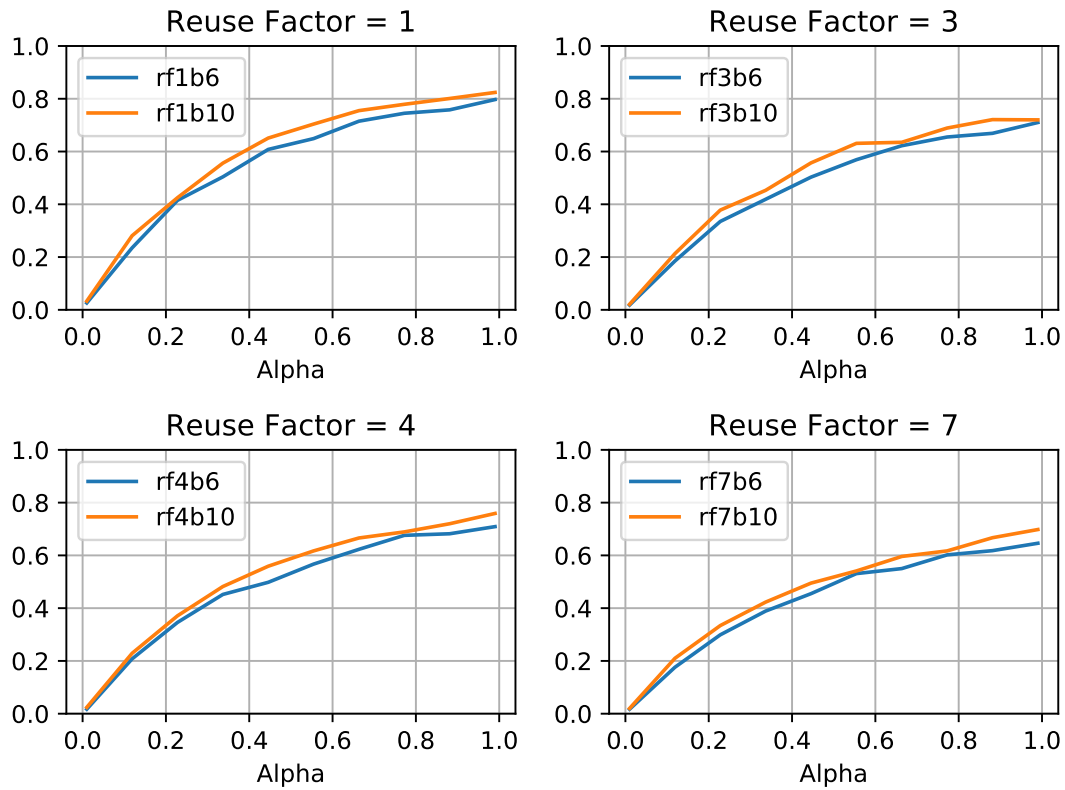 Reuse Factor = 1
1.0
0.8
0.6
0.4
0.2
0.0
rf1b6
rf1b10
0.0 0.2 0.4 0.6 0.8 1.0
Alpha
Reuse Factor = 3
1.0
0.8
0.6
0.4
0.2
0.0
rf3b6
rf3b10
0.0 0.2 0.4 0.6 0.8 1.0
Alpha
Reuse Factor = 4
1.0
0.8
0.6
0.4
0.2
0.0
rf4b6
rf4b10
0.0 0.2 0.4 0.6 0.8 1.0
Alpha
Reuse Factor = 7
1.0
0.8
0.6
0.4
0.2
0.0
rf7b6
rf7b10
0.0 0.2 0.4 0.6 0.8 1.0
Alpha